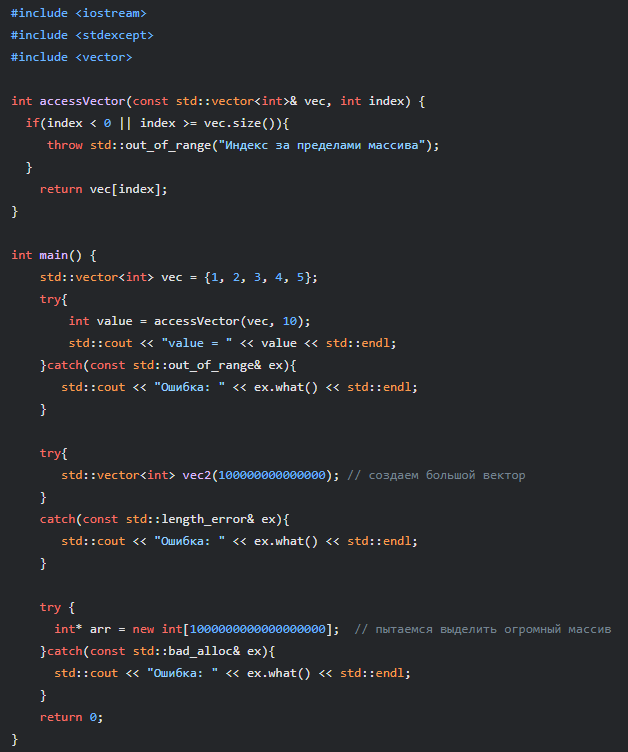 #include <iostream>
#include <stdexcept>
#include <vector>
int accessVector(const std::vector<int>& vec, int index) {
if(index < 0 || index >= vec.size()){
throw std::out_of_range("Индекс за пределами массива");
}
return vec[index];
}
int main() {
std::vector<int> vec = {1, 2, 3, 4, 5};
try{
int value = accessVector(vec, 10);
std::cout << "value = " << value << std::endl;
}catch(const std::out_of_range& ex){
std::cout << "Ошибка: " << ex.what() << std::endl;
}
try{
std::vector<int> vec2(100000000000000); // создаем большой вектор
}
catch(const std::length_error& ex){
std::cout << "Ошибка: " << ex.what() << std::endl;
}
try {
int* arr = new int[1000000000000000000]; // пытаемся выделить огромный массив
}catch(const std::bad_alloc& ex){
std::cout << "Ошибка: " << ex.what() << std::endl;
}
return 0;
}